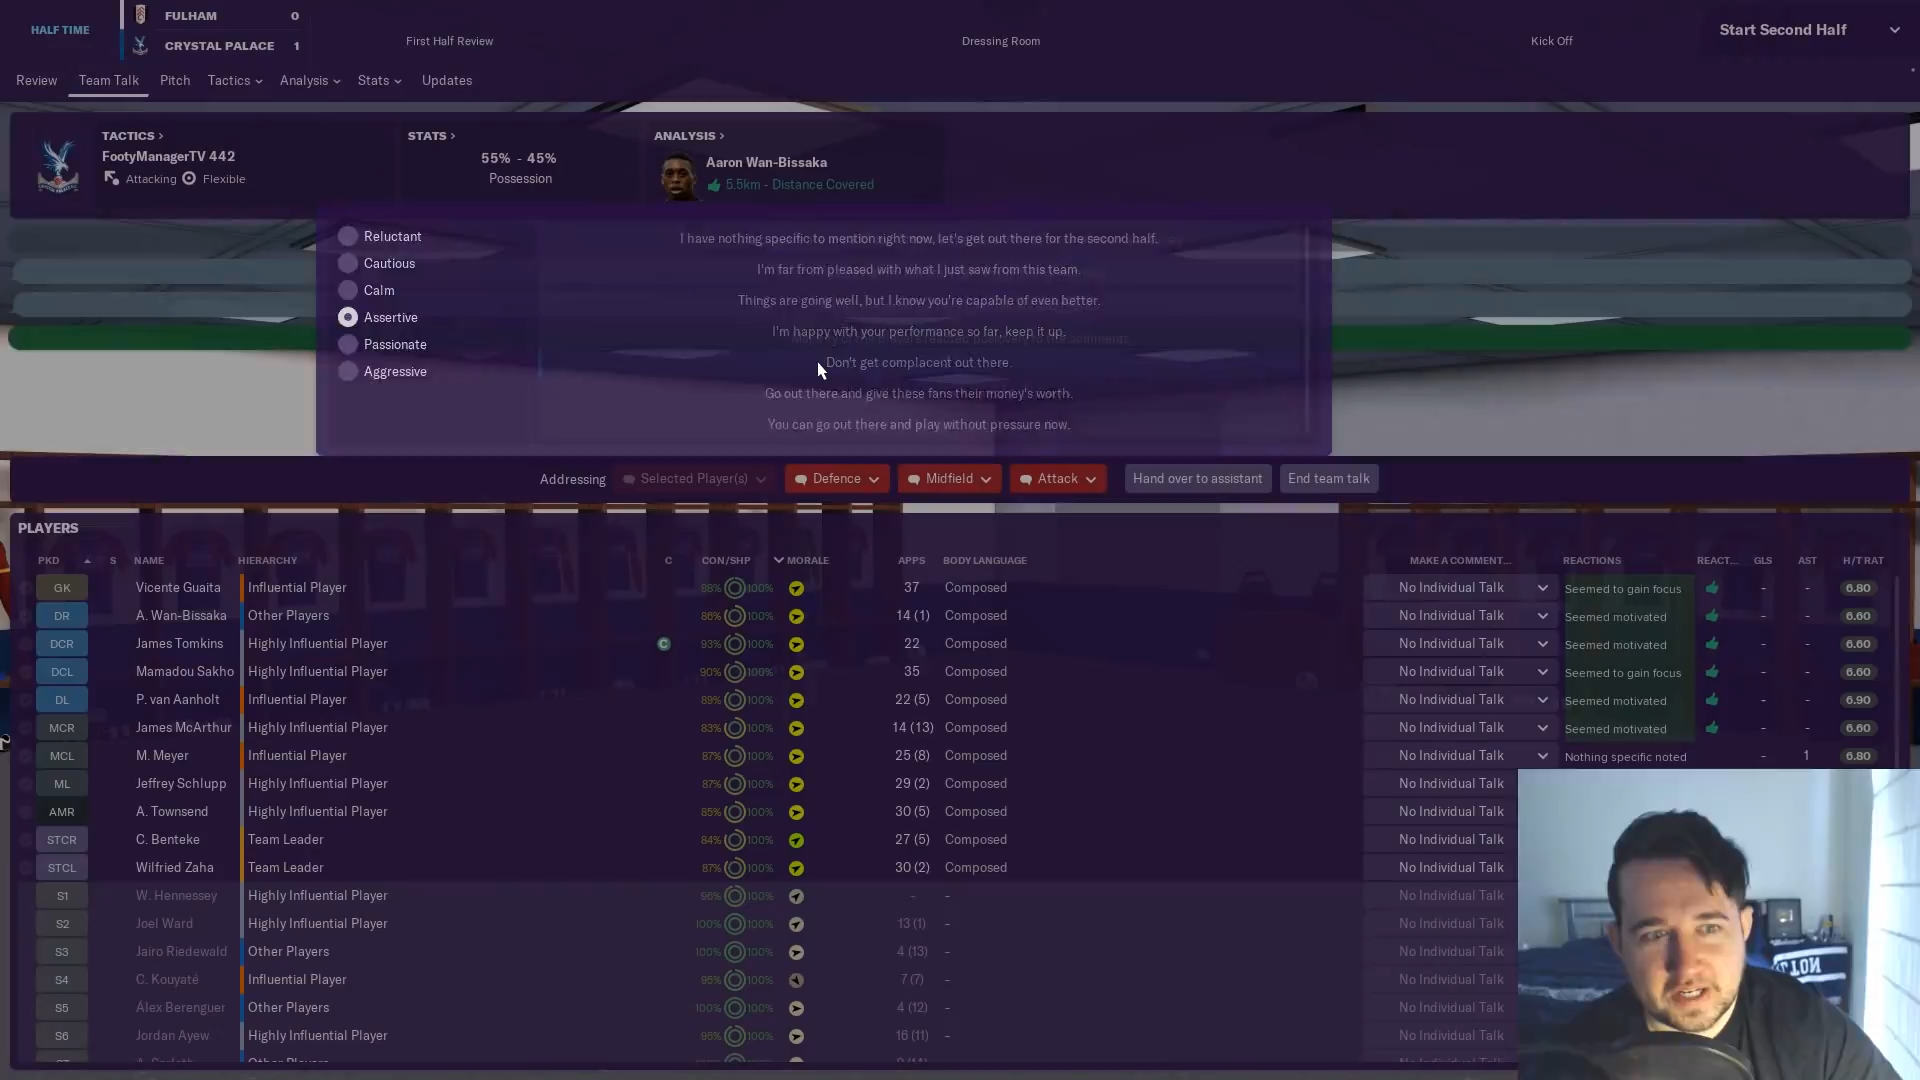 HALF TIME
FULHAM 0
CRYSTAL PALACE 1
First Half Review
Dressing Room
Kick Off
Start Second Half
Review Team Talk Pitch Tactics Analysis Stats Updates
TACTICS >
FootyManagerTV 442
Attacking Flexible
STATS >
55% - 45%
Possession
ANALYSIS >
Aaron Wan-Bissaka
5.5km - Distance Covered
Reluctant
Cautious
Calm
Assertive
Passionate
Aggressive
I have nothing specific to mention right now, let's get out there for the second half.
I'm far from pleased with what I just saw from this team.
Things are going well, but I know you're capable of even better.
I'm happy with your performance so far, keep it up.
Don't get complacent out there.
Go out there and give these fans their money's worth.
You can go out there and play without pressure now.
Addressing Selected Player(s) Defence Midfield Attack Hand over to assistant End team talk
PLAYERS
PKD S NAME HIERARCHY C CON/SHP MORALE APPS BODY LANGUAGE MAKE A COMMENT... REACTIONS REACT... GLS AST H/T RAT
GK Vicente Guaita Influential Player 98% 100% 37 Composed No Individual Talk Seemed to gain focus - - 6.80
DR A. Wan-Bissaka Other Players 86% 100% 14 (1) Composed No Individual Talk Seemed motivated - - 6.60
DCR James Tomkins Highly Influential Player C 93% 100% 22 Composed No Individual Talk Seemed motivated - - 6.60
DCL Mamadou Sakho Highly Influential Player 90% 100% 35 Composed No Individual Talk Seemed to gain focus - - 6.60
DL P. van Aanholt Influential Player 89% 100% 22 (5) Composed No Individual Talk Seemed motivated - - 6.90
MCR James McArthur Highly Influential Player 83% 100% 14 (13) Composed No Individual Talk Seemed motivated - - 6.60
MCL M. Meyer Influential Player 87% 100% 25 (8) Composed No Individual Talk Nothing specific noted - 1 6.80
ML Jeffrey Schlupp Highly Influential Player 87% 100% 29 (2) Composed No Individual Talk
AMR A. Townsend Highly Influential Player 85% 100% 30 (5) Composed No Individual Talk
STCR C. Benteke Team Leader 84% 100% 27 (5) Composed No Individual Talk
STCL Wilfried Zaha Team Leader 87% 100% 30 (2) Composed No Individual Talk
S1 W. Hennessey Highly Influential Player 96% 100% - - No Individual Talk
S2 Joel Ward Highly Influential Player 100% 100% 13 (1) - No Individual Talk
S3 Jairo Riedewald Other Players 100% 100% 4 (13) - No Individual Talk
S4 C. Kouyaté Influential Player 95% 100% 7 (7) - No Individual Talk
S5 Álex Berenguer Other Players 100% 100% 4 (12) - No Individual Talk
S6 Jordan Ayew Highly Influential Player 96% 100% 16 (11) - No Individual Talk